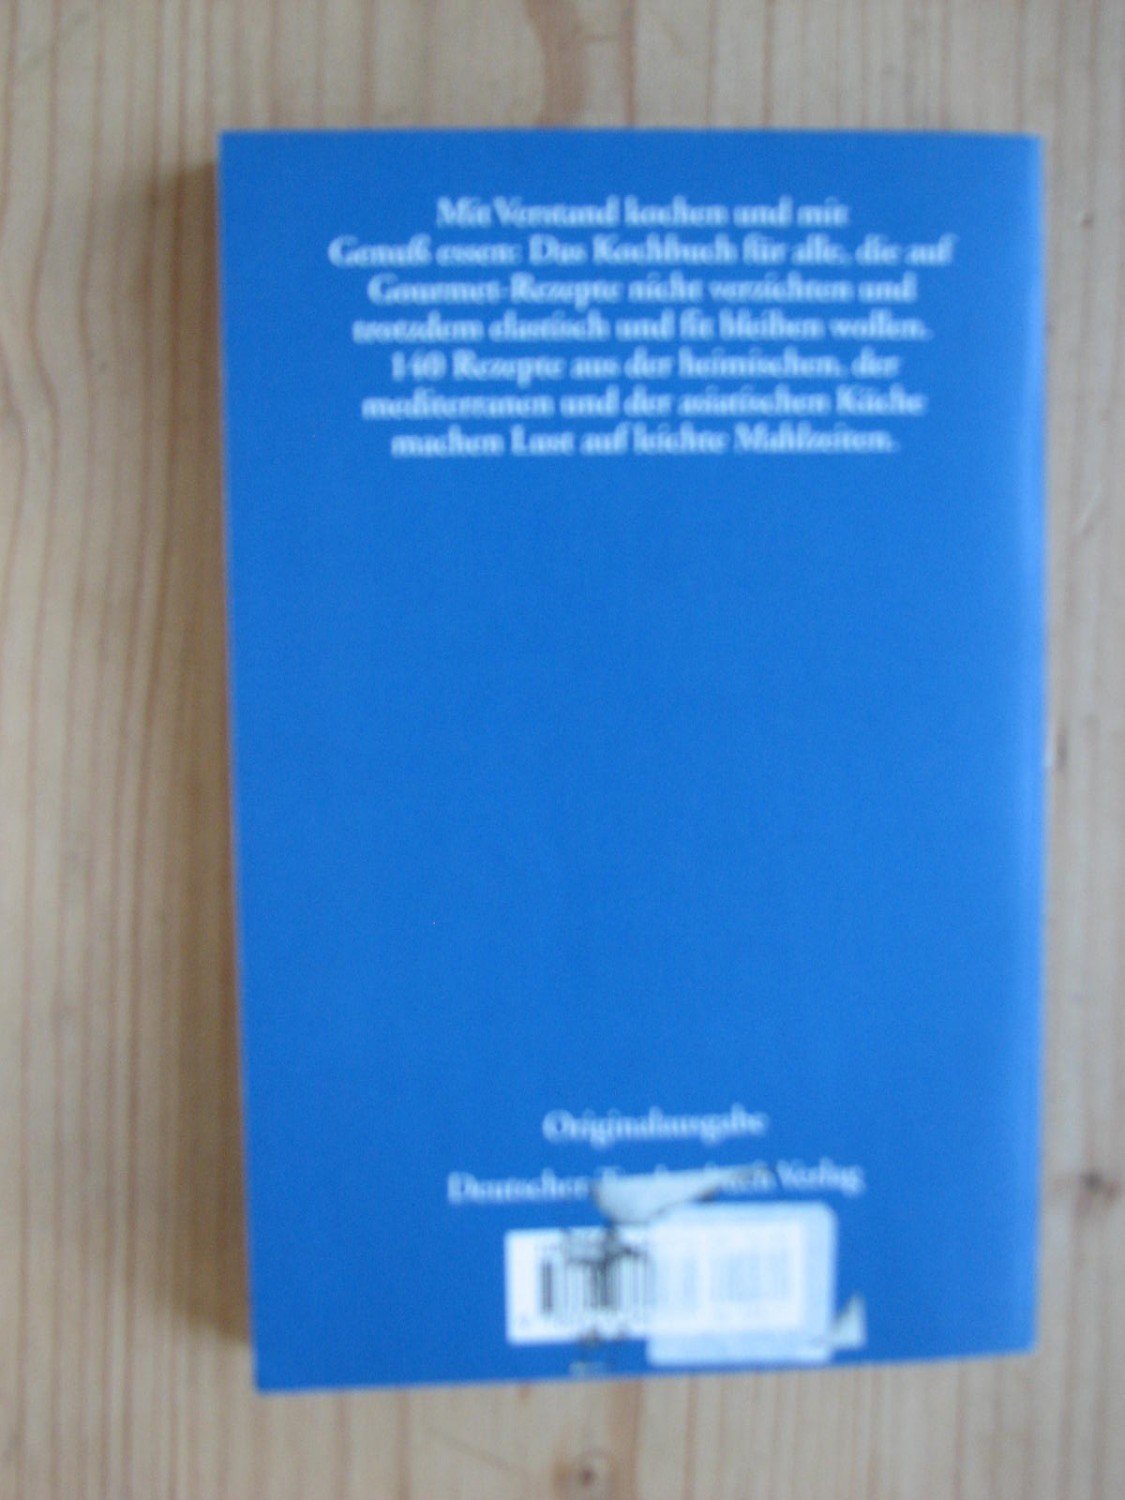 Mit Verstand kochen und mit
Genuß essen: Das Kochbuch für alle, die auf
Gourmet-Rezepte nicht verzichten und
trotzdem elastisch und fit bleiben wollen.
140 Rezepte aus der heimischen, der
mediterranen und der asiatischen Küche
machen Lust auf leichte Mahlzeiten.
Originalausgabe
Deutscher Taschenbuch Verlag